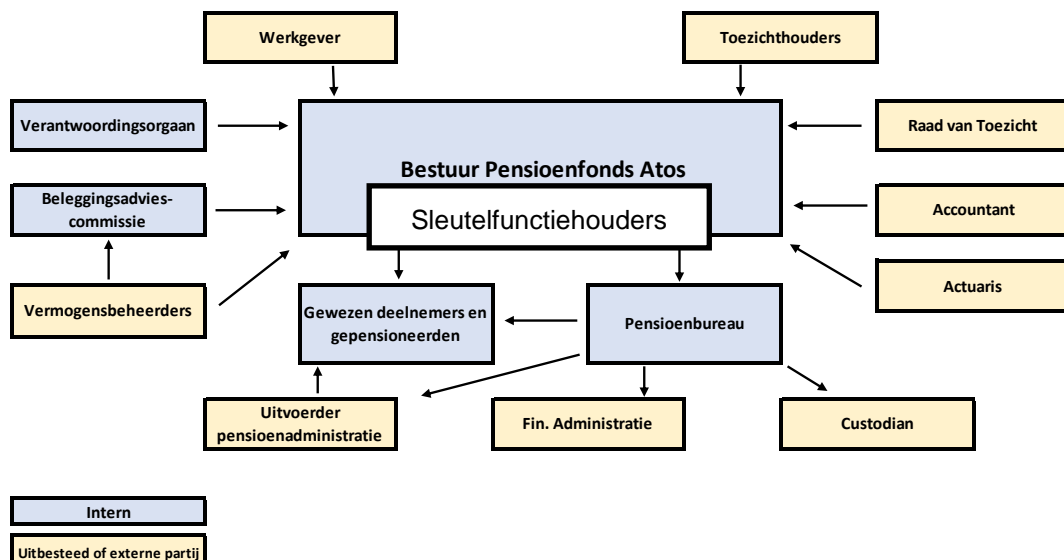 Werkgever
Toezichthouders
Verantwoordingsorgaan
Raad van Toezicht
Bestuur Pensioenfonds Atos
Beleggingsadvies-
commissie
Sleutelfunctiehouders
Accountant
Actuaris
Vermogensbeheerders
Gewezen deelnemers en
gepensioneerden
Pensioenbureau
Uitvoerder
pensioenadministratie
Fin. Administratie
Custodian
Intern
Uitbesteed of externe partij